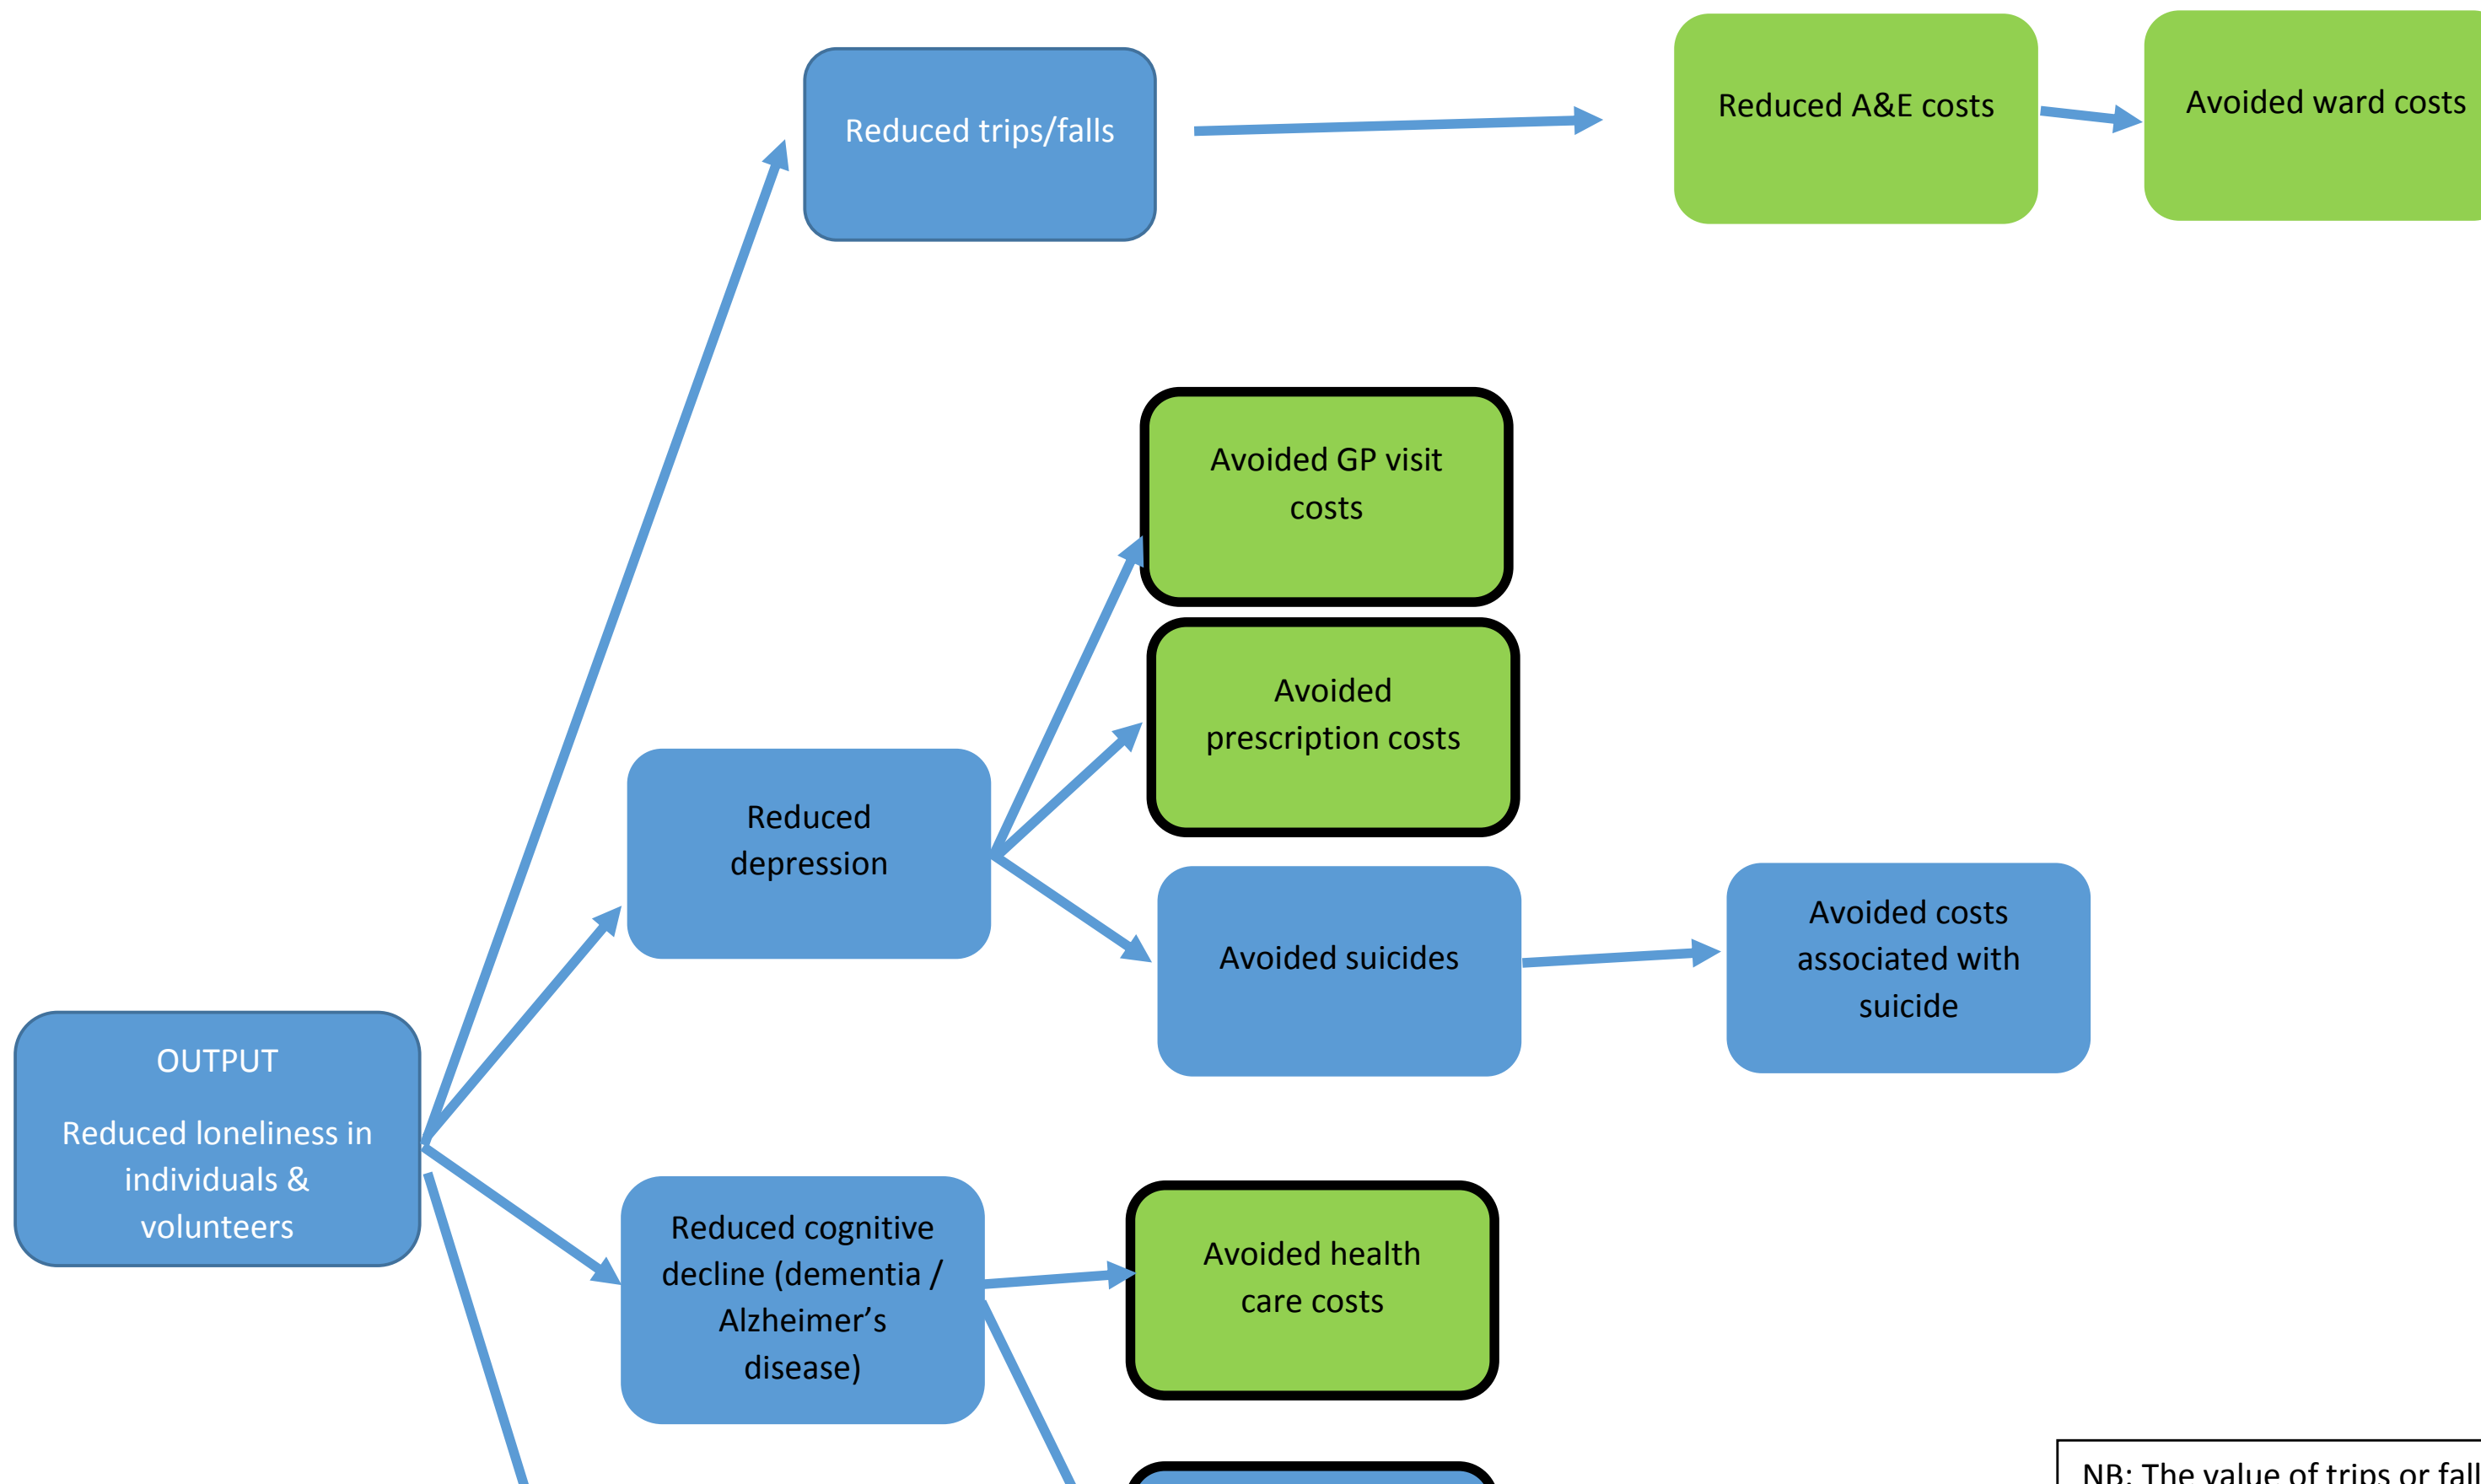 Reduced trips/falls
Reduced A&E costs
Avoided ward costs
Avoided GP visit
costs
Avoided
prescription costs
Reduced
depression
Avoided suicides
Avoided costs
associated with
suicide
OUTPUT
Reduced loneliness in
individuals &
volunteers
Reduced cognitive
decline (dementia /
Alzheimer’s
disease)
Avoided health
care costs
NB: The value of trips or fall